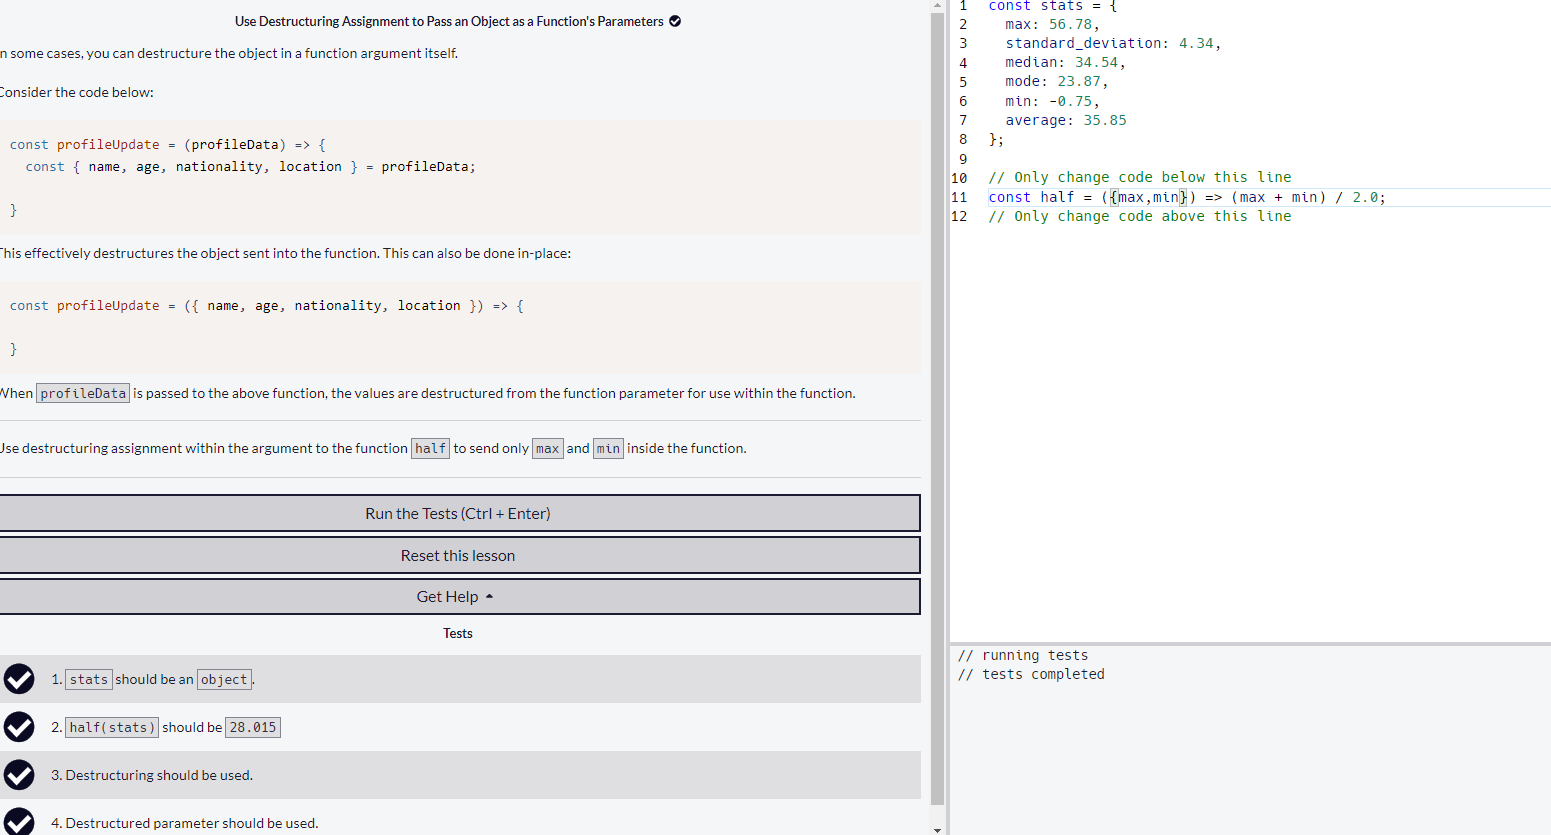 Use Destructuring Assignment to Pass an Object as a Function's Parameters
n some cases, you can destructure the object in a function argument itself.
Consider the code below:
const profileUpdate = (profileData) => {
  const { name, age, nationality, location } = profileData;
}
This effectively destructures the object sent into the function. This can also be done in-place:
const profileUpdate = ({ name, age, nationality, location }) => {
}
When profileData is passed to the above function, the values are destructured from the function parameter for use within the function.
Use destructuring assignment within the argument to the function half to send only max and min inside the function.
Run the Tests (Ctrl + Enter)
Reset this lesson
Get Help
Tests
1. stats should be an object.
2. half(stats) should be 28.015
3. Destructuring should be used.
4. Destructured parameter should be used.
1 const stats = {
2   max: 56.78,
3   standard_deviation: 4.34,
4   median: 34.54,
5   mode: 23.87,
6   min: -0.75,
7   average: 35.85
8 };
9
10 // Only change code below this line
11 const half = ({max,min}) => (max + min) / 2.0;
12 // Only change code above this line
// running tests
// tests completed